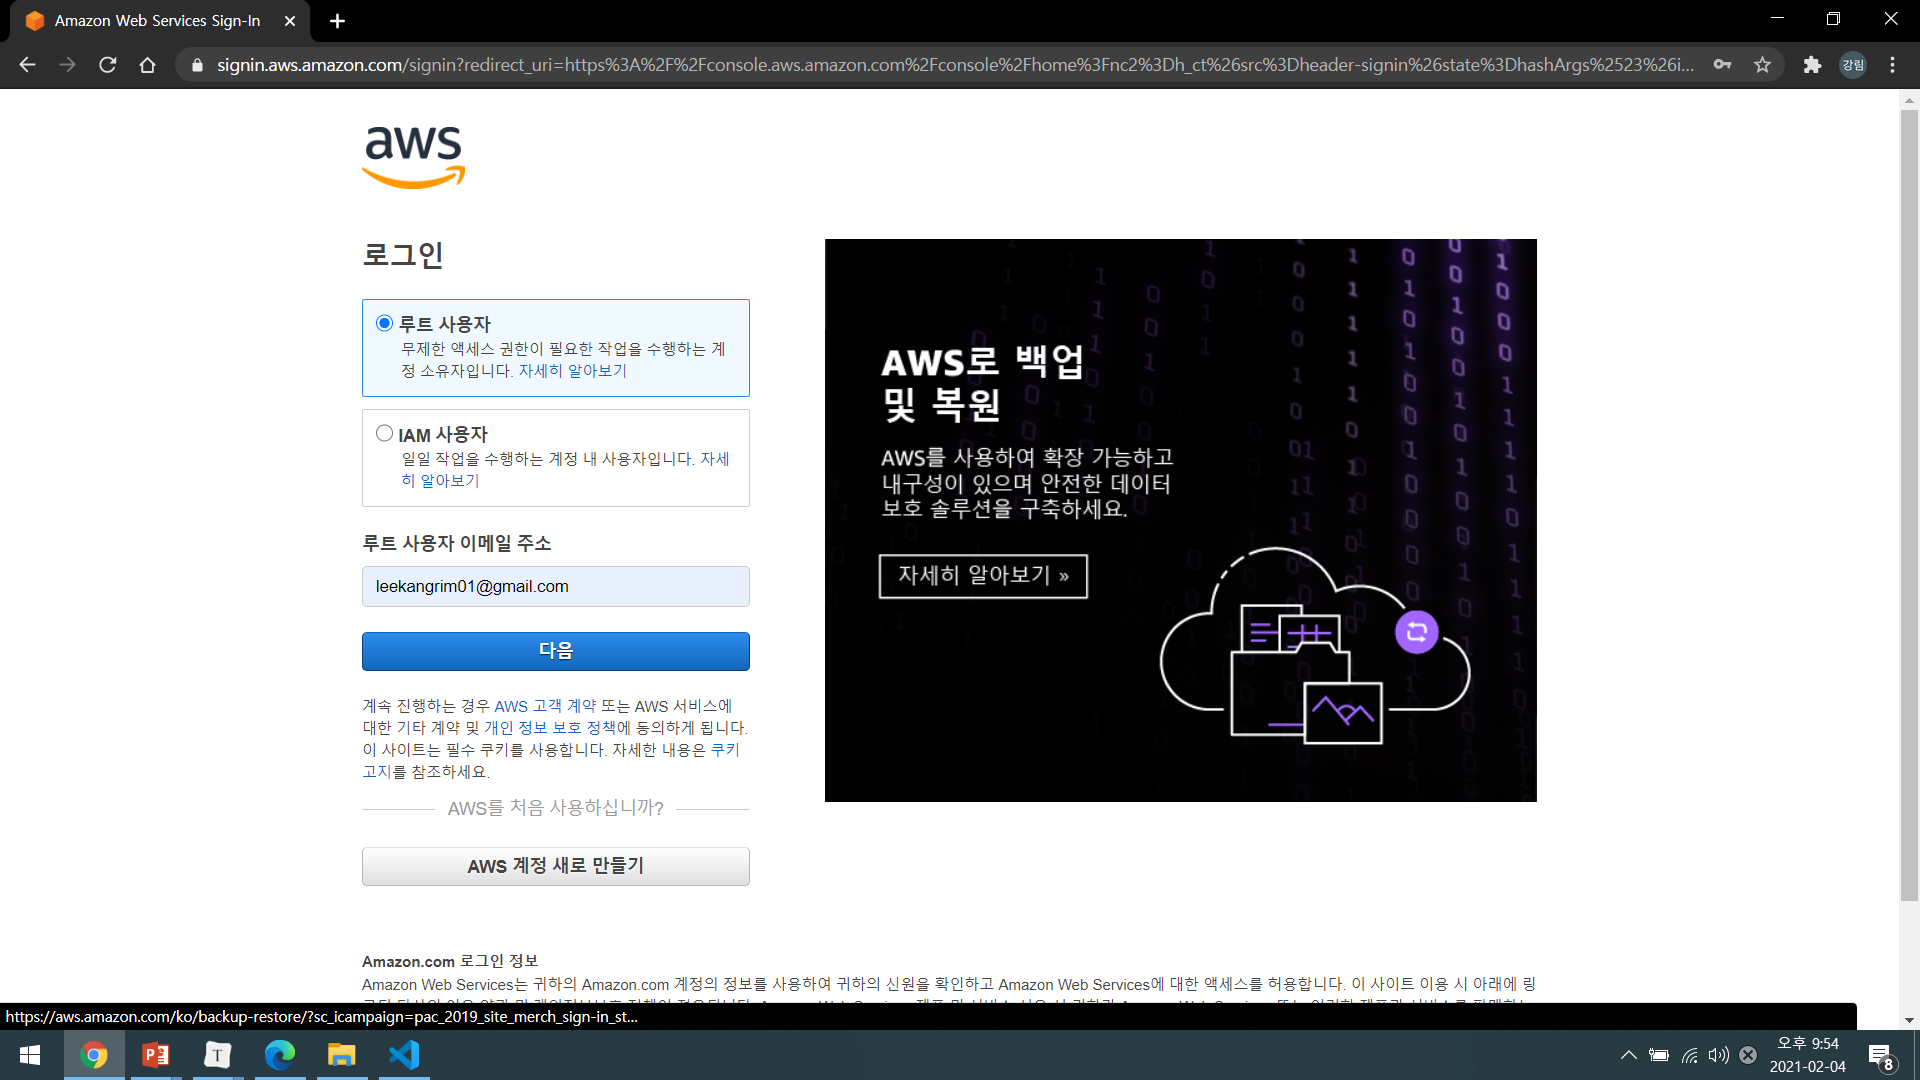 Amazon Web Services Sign-In
signin.aws.amazon.com/signin?redirect_uri=https%3A%2F%2Fconsole.aws.amazon.com%2Fconsole%2Fhome%3Fnc2%3Dh_ct%26src%3Dheader-signin%26state%3DhashArgs%2523%26i...
강림
aws
로그인
루트 사용자
무제한 액세스 권한이 필요한 작업을 수행하는 계
정 소유자입니다. 자세히 알아보기
IAM 사용자
일일 작업을 수행하는 계정 내 사용자입니다. 자세
히 알아보기
루트 사용자 이메일 주소
leekangrim01@gmail.com
다음
계속 진행하는 경우 AWS 고객 계약 또는 AWS 서비스에
대한 기타 계약 및 개인 정보 보호 정책에 동의하게 됩니다.
이 사이트는 필수 쿠키를 사용합니다. 자세한 내용은 쿠키
고지를 참조하세요.
AWS를 처음 사용하십니까?
AWS 계정 새로 만들기
AWS로 백업
및 복원
AWS를 사용하여 확장 가능하고
내구성이 있으며 안전한 데이터
보호 솔루션을 구축하세요.
자세히 알아보기 »
Amazon.com 로그인 정보
Amazon Web Services는 귀하의 Amazon.com 계정의 정보를 사용하여 귀하의 신원을 확인하고 Amazon Web Services에 대한 액세스를 허용합니다. 이 사이트 이용 시 아래에 링
https://aws.amazon.com/ko/backup-restore/?sc_icampaign=pac_2019_site_merch_sign-in_st...
오후 9:54
2021-02-04
8